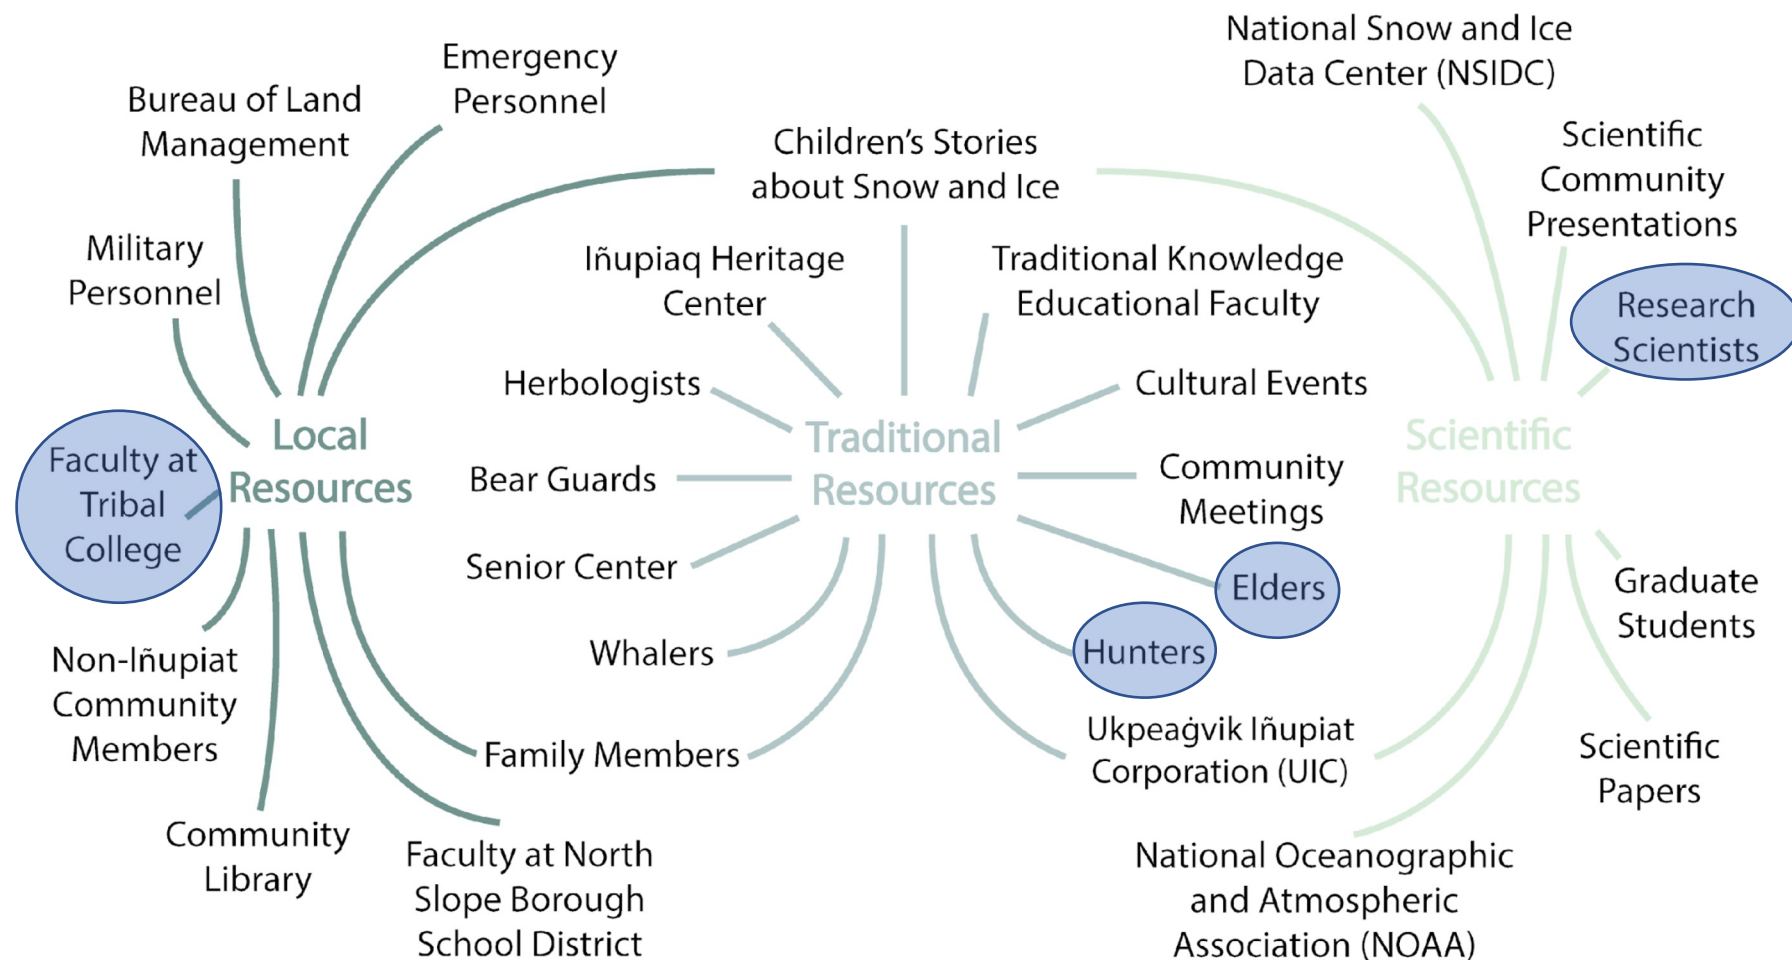 National Snow and Ice
Data Center (NSIDC)
Emergency
Personnel
Bureau of Land
Management
Children's Stories
about Snow and Ice
Scientific
Community
Presentations
Military
Personnel
Iñupiaq Heritage
Center
Traditional Knowledge
Educational Faculty
Research
Scientists
Herbologists
Cultural Events
Local
Resources
Traditional
Resources
Scientific
Resources
Faculty at
Tribal
College
Bear Guards
Community
Meetings
Senior Center
Elders
Graduate
Students
Whalers
Hunters
Non-Iñupiat
Community
Members
Family Members
Ukpeaġvik Iñupiat
Corporation (UIC)
Scientific
Papers
Community
Library
Faculty at North
Slope Borough
School District
National Oceanographic
and Atmospheric
Association (NOAA)